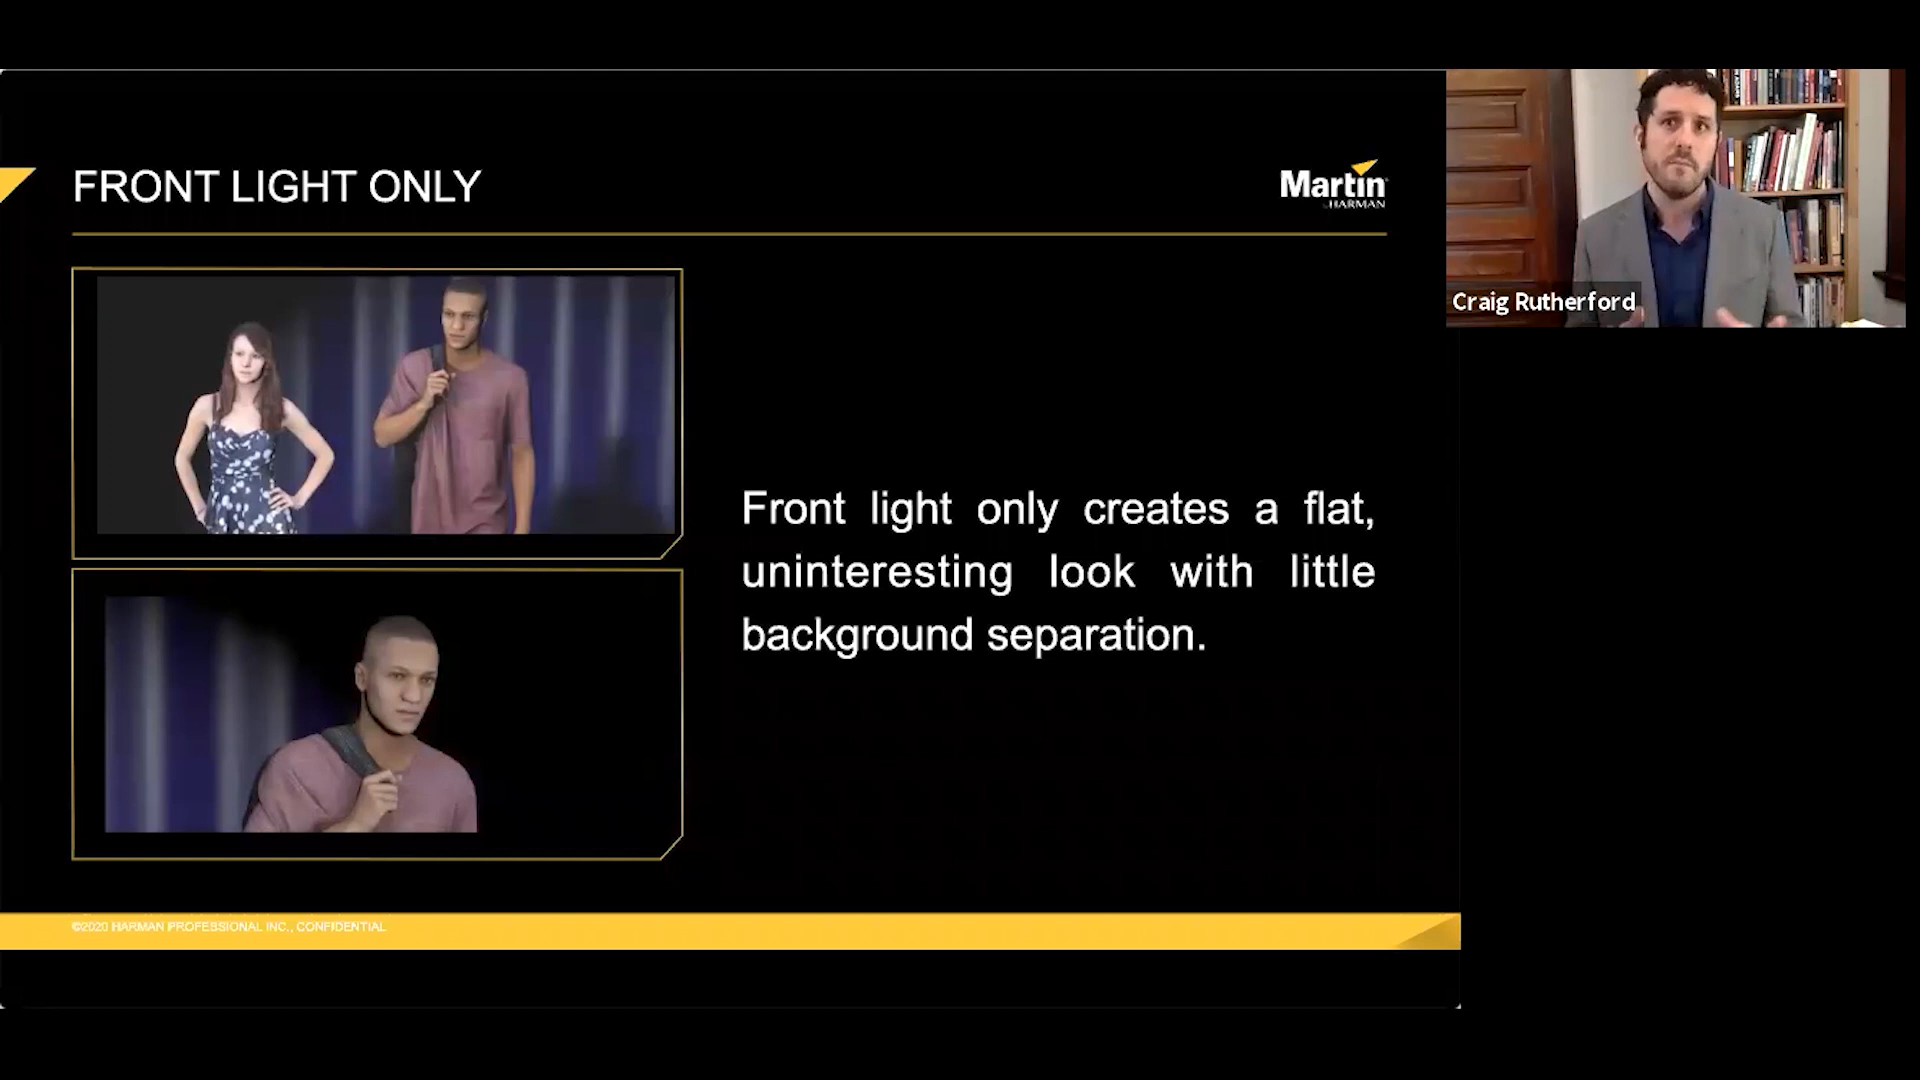 FRONT LIGHT ONLY
Martin
by HARMAN
Craig Rutherford
Front light only creates a flat,
uninteresting look with little
background separation.
©2020 HARMAN PROFESSIONAL INC., CONFIDENTIAL